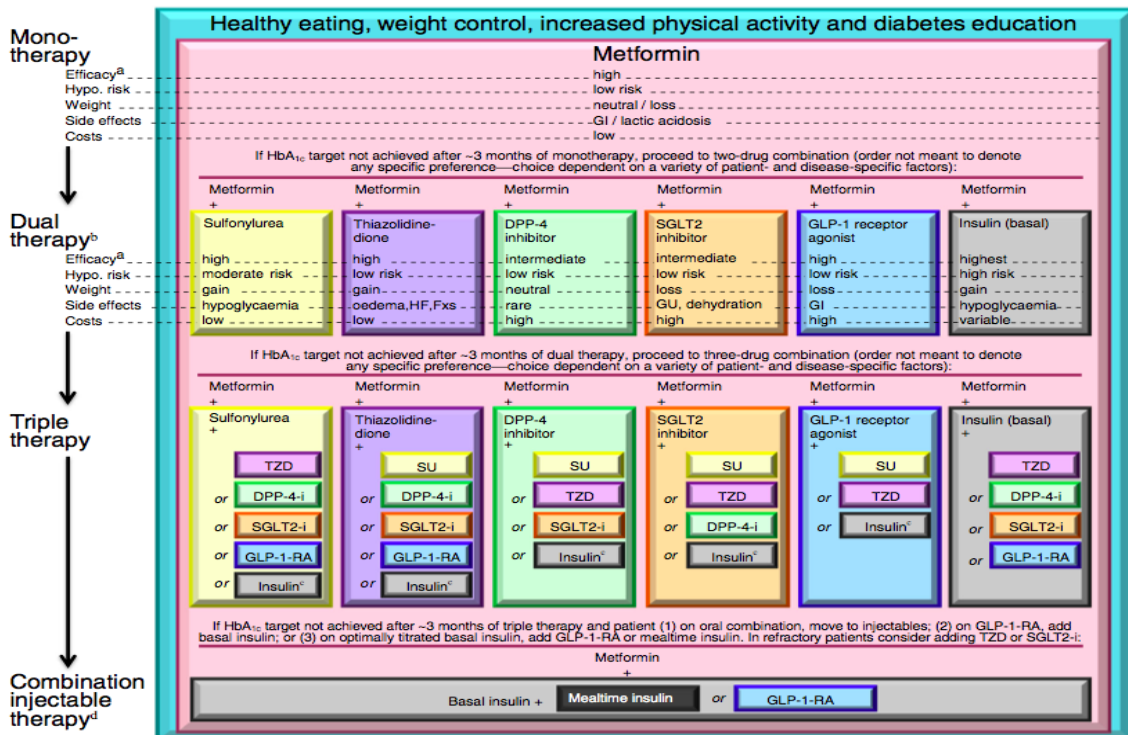 Healthy eating, weight control, increased physical activity and diabetes education
Mono-
therapy
Metformin
Efficacyᵃ high
Hypo. risk low risk
Weight neutral / loss
Side effects GI / lactic acidosis
Costs low
If HbA₁c target not achieved after ~3 months of monotherapy, proceed to two-drug combination (order not meant to denote
any specific preference—choice dependent on a variety of patient- and disease-specific factors):
Metformin Metformin Metformin Metformin Metformin Metformin
+ + + + + +
Dual
therapyᵇ
Sulfonylurea Thiazolidine-dione DPP-4 inhibitor SGLT2 inhibitor GLP-1 receptor agonist Insulin (basal)
Efficacyᵃ high high intermediate intermediate high highest
Hypo. risk moderate risk low risk low risk low risk low risk high risk
Weight gain gain neutral loss loss gain
Side effects hypoglycaemia oedema,HF,Fxs rare GU, dehydration GI hypoglycaemia
Costs low low high high high variable
If HbA₁c target not achieved after ~3 months of dual therapy, proceed to three-drug combination (order not meant to denote
any specific preference—choice dependent on a variety of patient- and disease-specific factors):
Triple
therapy
Metformin Metformin Metformin Metformin Metformin Metformin
+ + + + + +
Sulfonylurea
+
TZD
or DPP-4-i
or SGLT2-i
or GLP-1-RA
or Insulinᶜ
Thiazolidine-
dione
+
SU
or DPP-4-i
or SGLT2-i
or GLP-1-RA
or Insulinᶜ
DPP-4
inhibitor
+
SU
or TZD
or SGLT2-i
or Insulinᶜ
SGLT2
inhibitor
+
SU
or TZD
or DPP-4-i
or Insulinᶜ
GLP-1 receptor
agonist
+
SU
or TZD
or Insulinᶜ
Insulin (basal)
+
TZD
or DPP-4-i
or SGLT2-i
or GLP-1-RA
If HbA₁c target not achieved after ~3 months of triple therapy and patient (1) on oral combination, move to injectables; (2) on GLP-1-RA, add
basal insulin; or (3) on optimally titrated basal insulin, add GLP-1-RA or mealtime insulin. In refractory patients consider adding TZD or SGLT2-i:
Combination
injectable
therapyᵈ
Metformin
+
Basal insulin + Mealtime insulin or GLP-1-RA